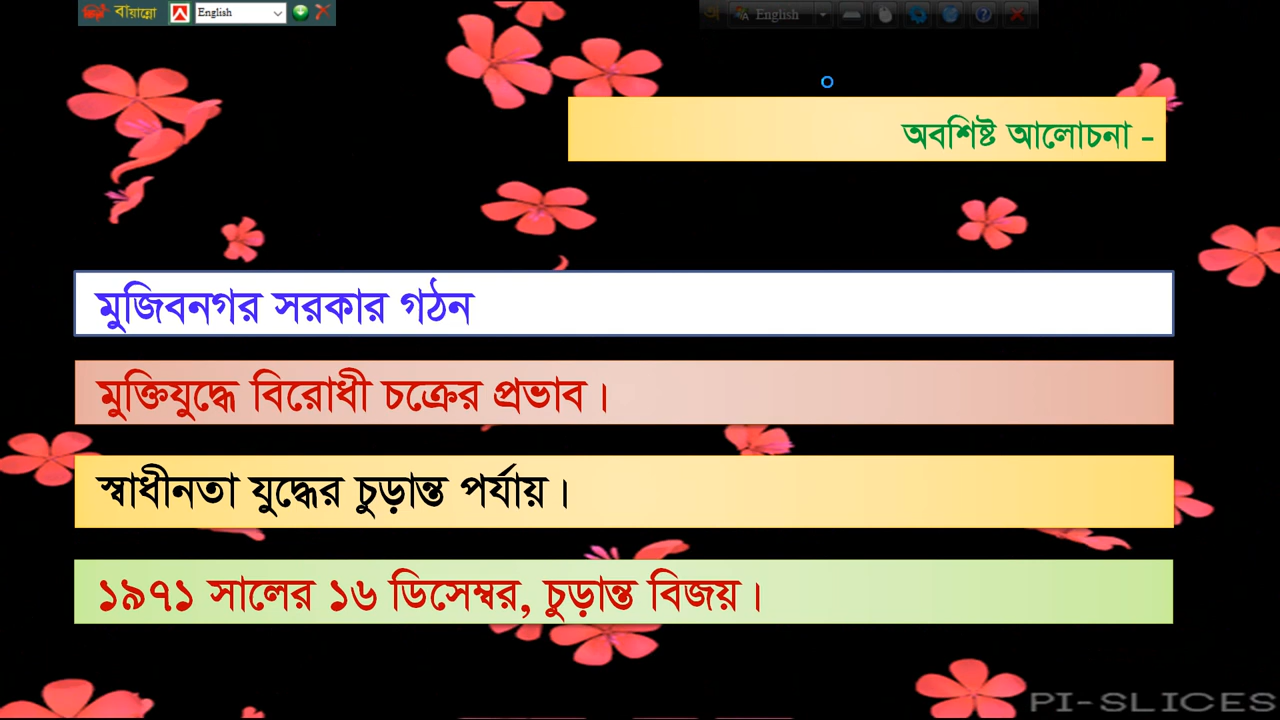 বায়ান্নো English English
অবশিষ্ট আলোচনা -
মুজিবনগর সরকার গঠন
মুক্তিযুদ্ধে বিরোধী চক্রের প্রভাব।
স্বাধীনতা যুদ্ধের চুড়ান্ত পর্যায়।
১৯৭১ সালের ১৬ ডিসেম্বর, চুড়ান্ত বিজয়।
PI-SLICES